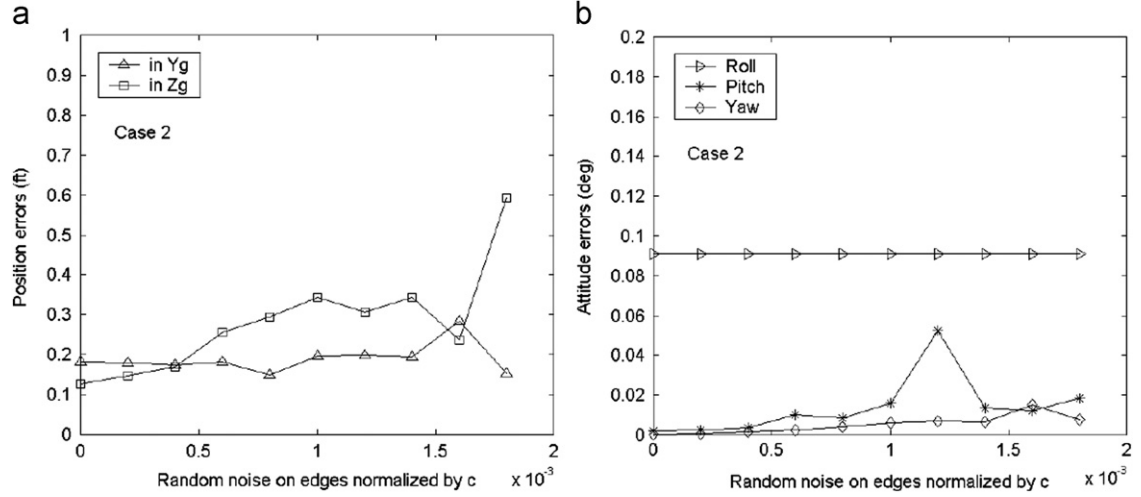 a
1
0.9
0.8
0.7
0.6
0.5
0.4
0.3
0.2
0.1
0
0
0.5
1
1.5
2
x 10⁻³
Position errors (ft)
Random noise on edges normalized by c
in Yg
in Zg
Case 2
b
0.2
0.18
0.16
0.14
0.12
0.1
0.08
0.06
0.04
0.02
0
0
0.5
1
1.5
2
x 10⁻³
Attitude errors (deg)
Random noise on edges normalized by c
Roll
Pitch
Yaw
Case 2